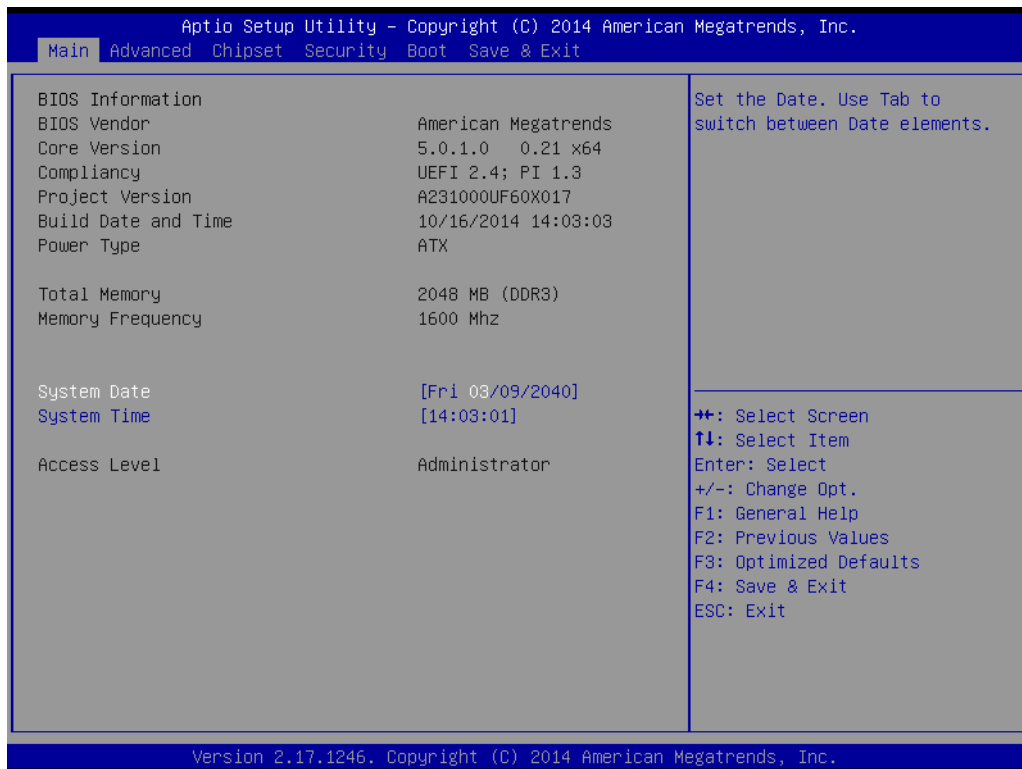 Aptio Setup Utility – Copyright (C) 2014 American Megatrends, Inc.
Main Advanced Chipset Security Boot Save & Exit
BIOS Information
BIOS Vendor American Megatrends
Core Version 5.0.1.0 0.21 x64
Compliancy UEFI 2.4; PI 1.3
Project Version A231000UF60X017
Build Date and Time 10/16/2014 14:03:03
Power Type ATX
Total Memory 2048 MB (DDR3)
Memory Frequency 1600 Mhz
System Date [Fri 03/09/2040]
System Time [14:03:01]
Access Level Administrator
Set the Date. Use Tab to
switch between Date elements.
→←: Select Screen
↑↓: Select Item
Enter: Select
+/-: Change Opt.
F1: General Help
F2: Previous Values
F3: Optimized Defaults
F4: Save & Exit
ESC: Exit
Version 2.17.1246. Copyright (C) 2014 American Megatrends, Inc.